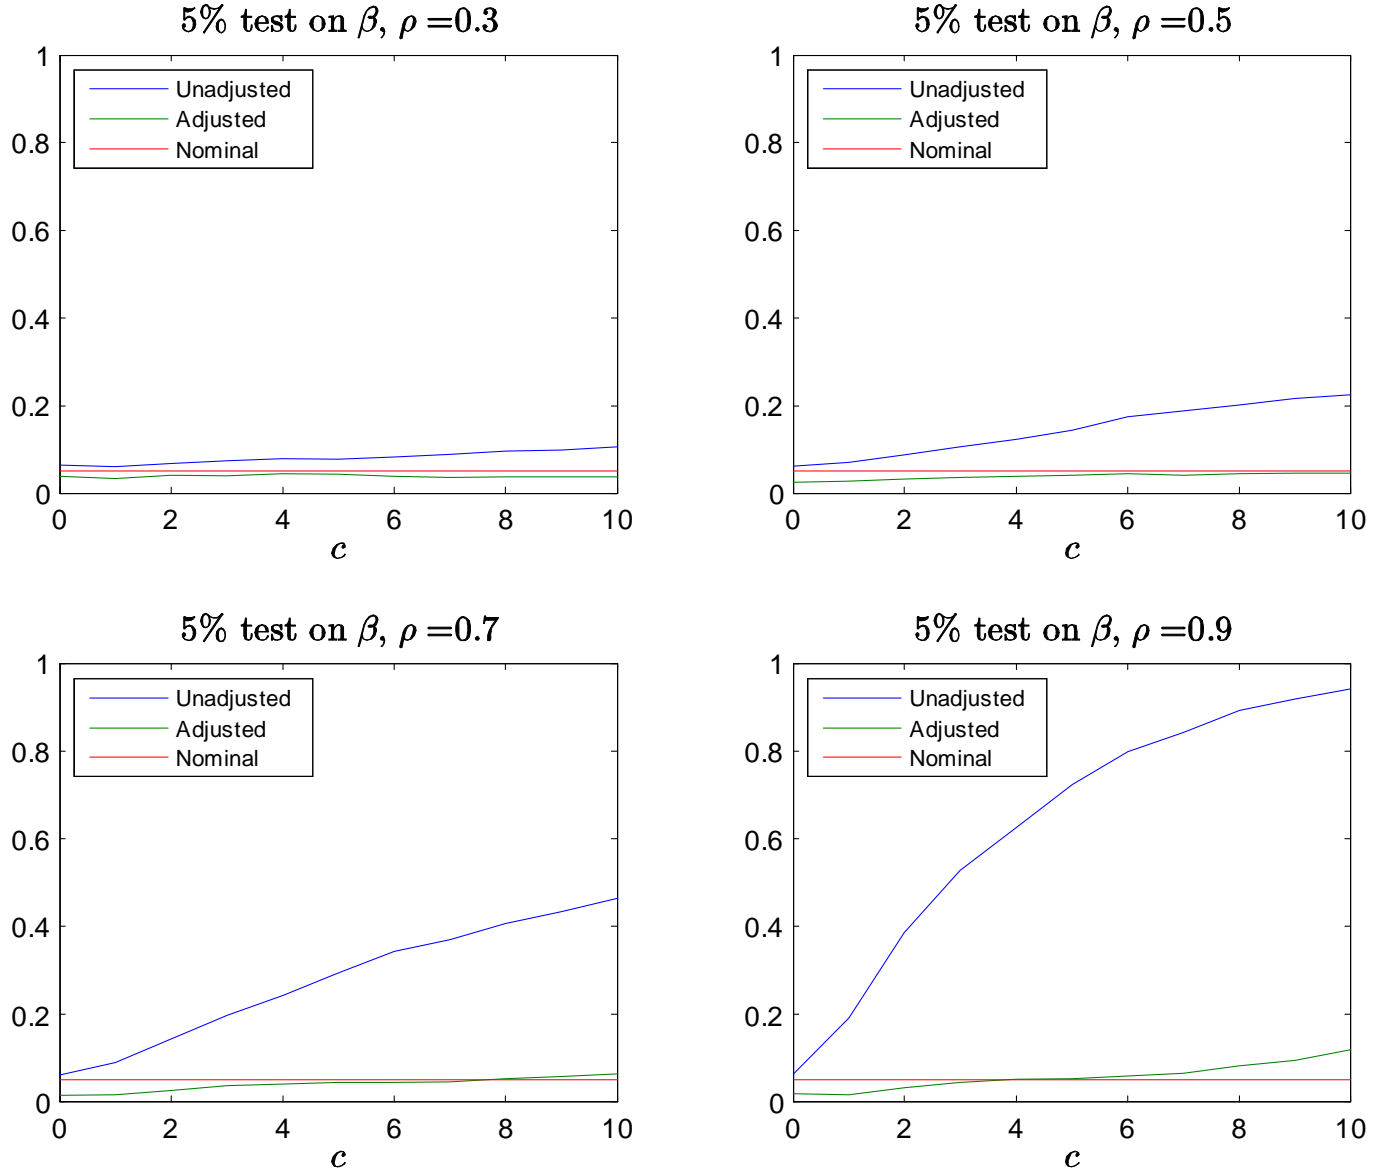 5% test on β, ρ =0.3
1
Unadjusted
Adjusted
Nominal
0.8
0.6
0.4
0.2
0
0 2 4 6 8 10
c
5% test on β, ρ =0.5
1
Unadjusted
Adjusted
Nominal
0.8
0.6
0.4
0.2
0
0 2 4 6 8 10
c
5% test on β, ρ =0.7
1
Unadjusted
Adjusted
Nominal
0.8
0.6
0.4
0.2
0
0 2 4 6 8 10
c
5% test on β, ρ =0.9
1
Unadjusted
Adjusted
Nominal
0.8
0.6
0.4
0.2
0
0 2 4 6 8 10
c